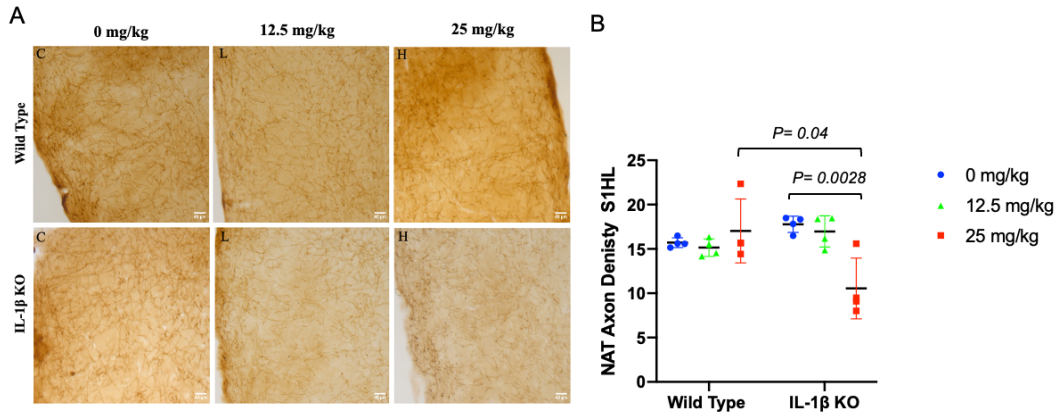 A
0 mg/kg
12.5 mg/kg
25 mg/kg
Wild Type
C
L
H
IL-1β KO
C
L
H
B
NAT Axon Denisty S1HL
25
20
15
10
5
0
P= 0.04
P= 0.0028
Wild Type
IL-1β KO
0 mg/kg
12.5 mg/kg
25 mg/kg